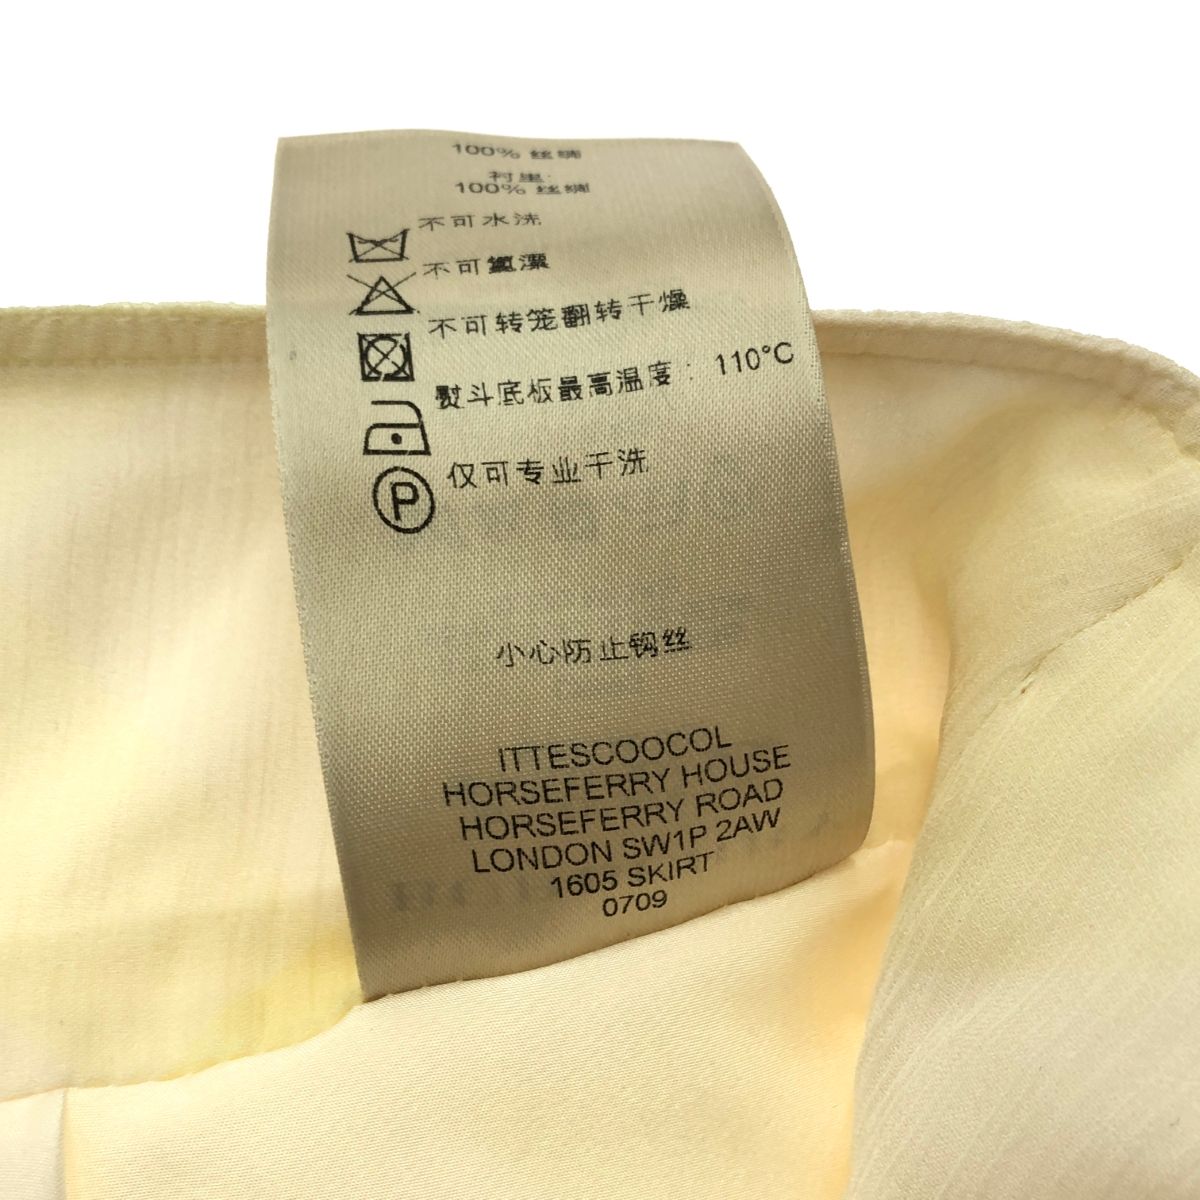 100% 丝绸
衬里:
100% 丝绸
不可水洗
不可氯漂
不可转笼翻转干燥
熨斗底板最高温度: 110°C
P
仅可专业干洗
小心防止钩丝
ITTESCOOCOL
HORSEFERRY HOUSE
HORSEFERRY ROAD
LONDON SW1P 2AW
1605 SKIRT
0709